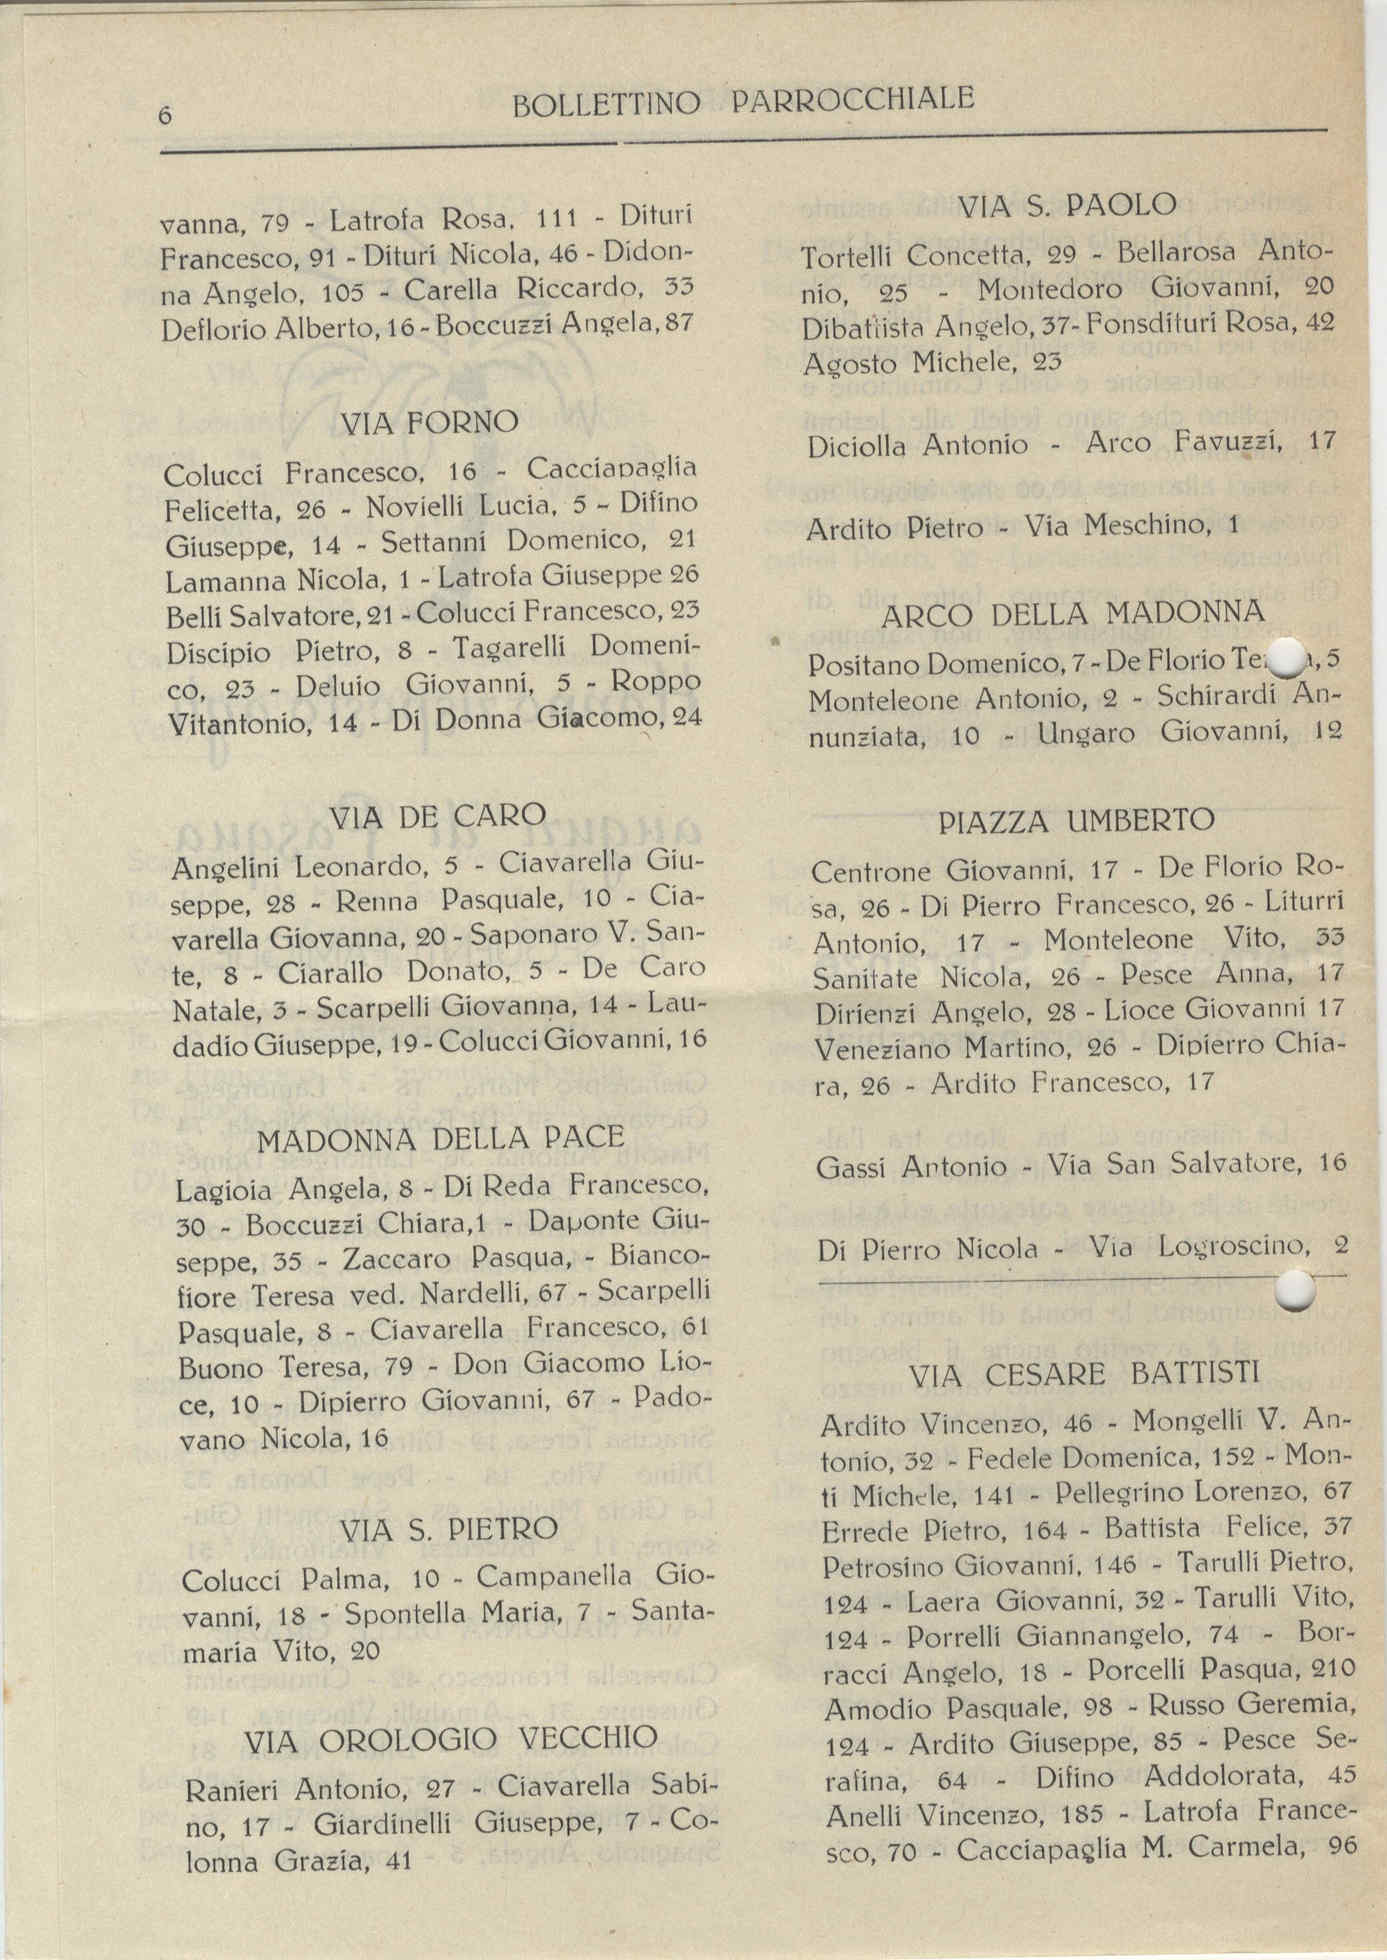 6
BOLLETTINO PARROCCHIALE
vanna, 79 - Latrofa Rosa, 111 - Dituri
Francesco, 91 - Dituri Nicola, 46 - Didon-
na Angelo, 105 - Carella Riccardo, 33
Deflorio Alberto, 16 - Boccuzzi Angela, 87
VIA FORNO
Colucci Francesco, 16 - Cacciapaglia
Felicetta, 26 - Novielli Lucia, 5 - Difino
Giuseppe, 14 - Settanni Domenico, 21
Lamanna Nicola, 1 - Latrofa Giuseppe 26
Belli Salvatore, 21 - Colucci Francesco, 23
Discipio Pietro, 8 - Tagarelli Domeni-
co, 23 - Deluio Giovanni, 5 - Roppo
Vitantonio, 14 - Di Donna Giacomo, 24
VIA DE CARO
Angelini Leonardo, 5 - Ciavarella Giu-
seppe, 28 - Renna Pasquale, 10 - Cia-
varella Giovanna, 20 - Saponaro V. San-
te, 8 - Ciarallo Donato, 5 - De Caro
Natale, 3 - Scarpelli Giovanna, 14 - Lau-
dadio Giuseppe, 19 - Colucci Giovanni, 16
MADONNA DELLA PACE
Lagioia Angela, 8 - Di Reda Francesco,
30 - Boccuzzi Chiara,1 - Daponte Giu-
seppe, 35 - Zaccaro Pasqua, - Bianco-
fiore Teresa ved. Nardelli, 67 - Scarpelli
Pasquale, 8 - Ciavarella Francesco, 61
Buono Teresa, 79 - Don Giacomo Lio-
ce, 10 - Dipierro Giovanni, 67 - Pado-
vano Nicola, 16
VIA S. PIETRO
Colucci Palma, 10 - Campanella Gio-
vanni, 18 - Spontella Maria, 7 - Santa-
maria Vito, 20
VIA OROLOGIO VECCHIO
Ranieri Antonio, 27 - Ciavarella Sabi-
no, 17 - Giardinelli Giuseppe, 7 - Co-
lonna Grazia, 41
VIA S. PAOLO
Tortelli Concetta, 29 - Bellarosa Anto-
nio, 25 - Montedoro Giovanni, 20
Dibattista Angelo, 37- Fonsdituri Rosa, 42
Agosto Michele, 23
Diciolla Antonio - Arco Favuzzi, 17
Ardito Pietro - Via Meschino, 1
ARCO DELLA MADONNA
Positano Domenico, 7 - De Florio , 5
Monteleone Antonio, 2 - Schirardi An-
nunziata, 10 - Ungaro Giovanni, 12
PIAZZA UMBERTO
Centrone Giovanni, 17 - De Florio Ro-
sa, 26 - Di Pierro Francesco, 26 - Liturri
Antonio, 17 - Monteleone Vito, 33
Sanitate Nicola, 26 - Pesce Anna, 17
Dirienzi Angelo, 28 - Lioce Giovanni 17
Veneziano Martino, 26 - Dipierro Chia-
ra, 26 - Ardito Francesco, 17
Gassi Antonio - Via San Salvatore, 16
Di Pierro Nicola - Via Logroscino, 2
VIA CESARE BATTISTI
Ardito Vincenzo, 46 - Mongelli V. An-
tonio, 32 - Fedele Domenica, 152 - Mon-
ti Michele, 141 - Pellegrino Lorenzo, 67
Errede Pietro, 164 - Battista Felice, 37
Petrosino Giovanni, 146 - Tarulli Pietro,
124 - Laera Giovanni, 32 - Tarulli Vito,
124 - Porrelli Giannangelo, 74 - Bor-
racci Angelo, 18 - Porcelli Pasqua, 210
Amodio Pasquale, 98 - Russo Geremia,
124 - Ardito Giuseppe, 85 - Pesce Se-
rafina, 64 - Difino Addolorata, 45
Anelli Vincenzo, 185 - Latrofa France-
sco, 70 - Cacciapaglia M. Carmela, 96